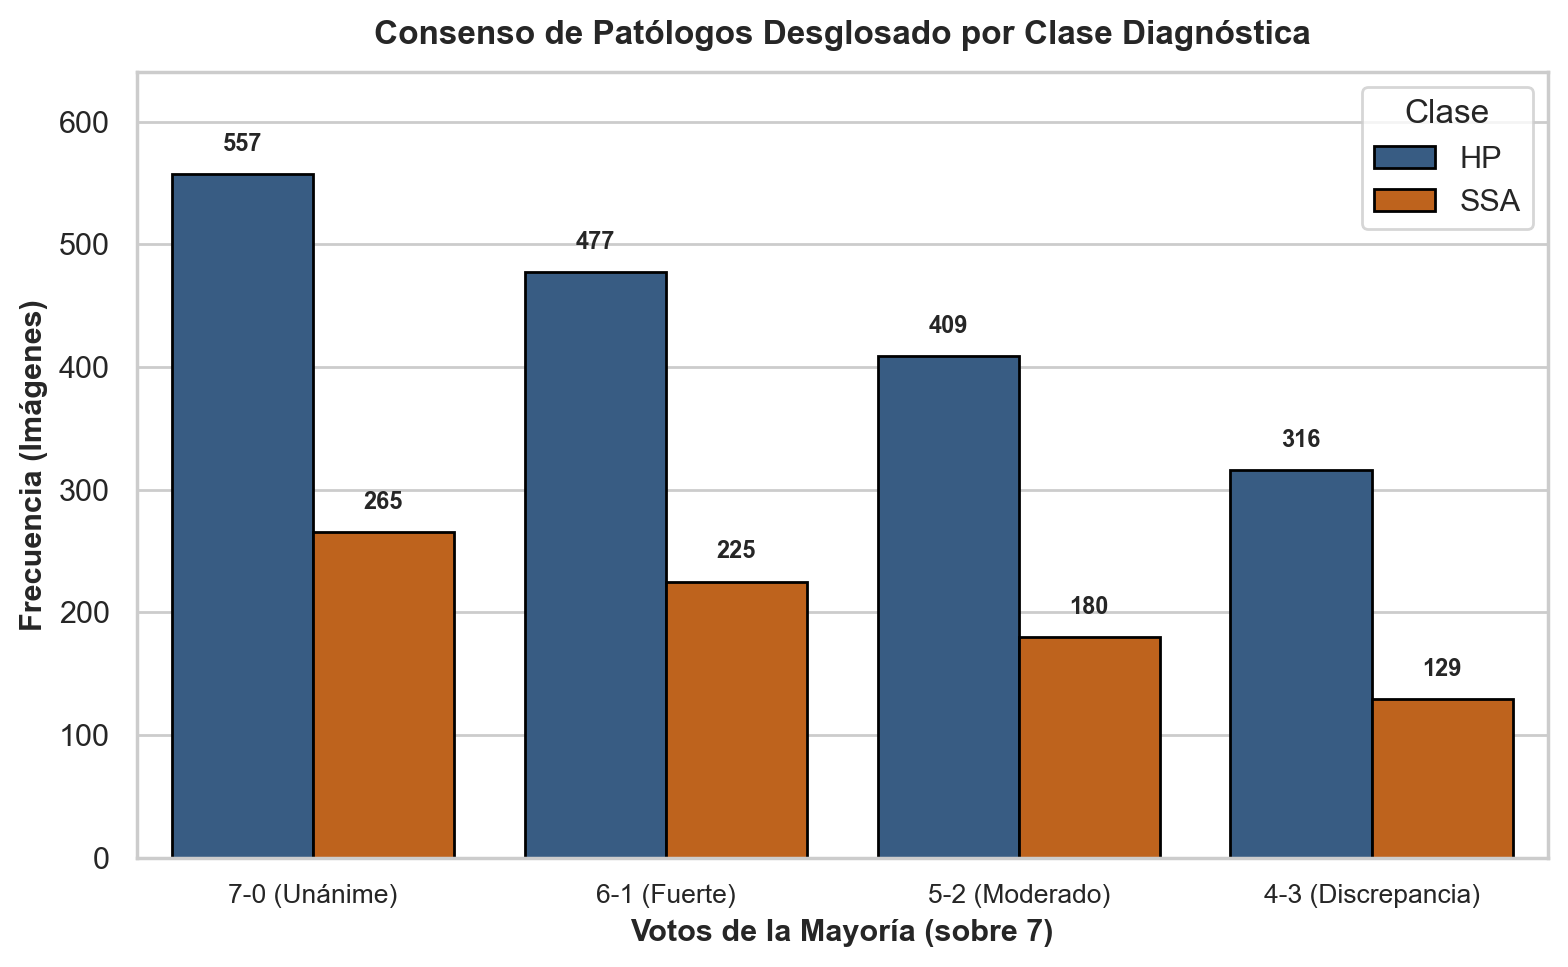 Consenso de Patólogos Desglosado por Clase Diagnóstica
Frecuencia (Imágenes)
600
500
400
300
200
100
0
557
265
477
225
409
180
316
129
Clase
HP
SSA
7-0 (Unánime)
6-1 (Fuerte)
5-2 (Moderado)
4-3 (Discrepancia)
Votos de la Mayoría (sobre 7)